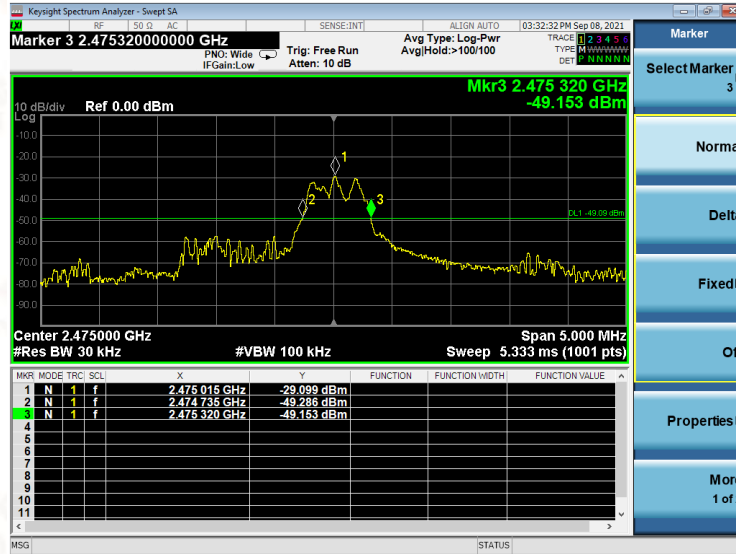 Keysight Spectrum Analyzer - Swept SA
RF 50 Ω AC SENSE:INT ALIGN AUTO 03:32:32 PM Sep 08, 2021
Marker 3 2.475320000000 GHz
PNO: Wide
IFGain:Low
Trig: Free Run
Atten: 10 dB
Avg Type: Log-Pwr
Avg|Hold:>100/100
TRACE 1 2 3 4 5 6
TYPE M WWWWW
DET P N N N N N
Mkr3 2.475 320 GHz
-49.153 dBm
10 dB/div Ref 0.00 dBm
Log
-10.0
-20.0
-30.0
-40.0
-50.0
-60.0
-70.0
-80.0
-90.0
1
2
3
DL1 -49.09 dBm
Center 2.475000 GHz Span 5.000 MHz
#Res BW 30 kHz #VBW 100 kHz Sweep 5.333 ms (1001 pts)
MKR MODE TRC SCL X Y FUNCTION FUNCTION WIDTH FUNCTION VALUE
1 N 1 f 2.475 015 GHz -29.099 dBm
2 N 1 f 2.474 735 GHz -49.286 dBm
3 N 1 f 2.475 320 GHz -49.153 dBm
4
5
6
7
8
9
10
11
MSG STATUS
Marker
Select Marker
3
Norma
Delt
Fixed
Of
Properties
Mor
1 of